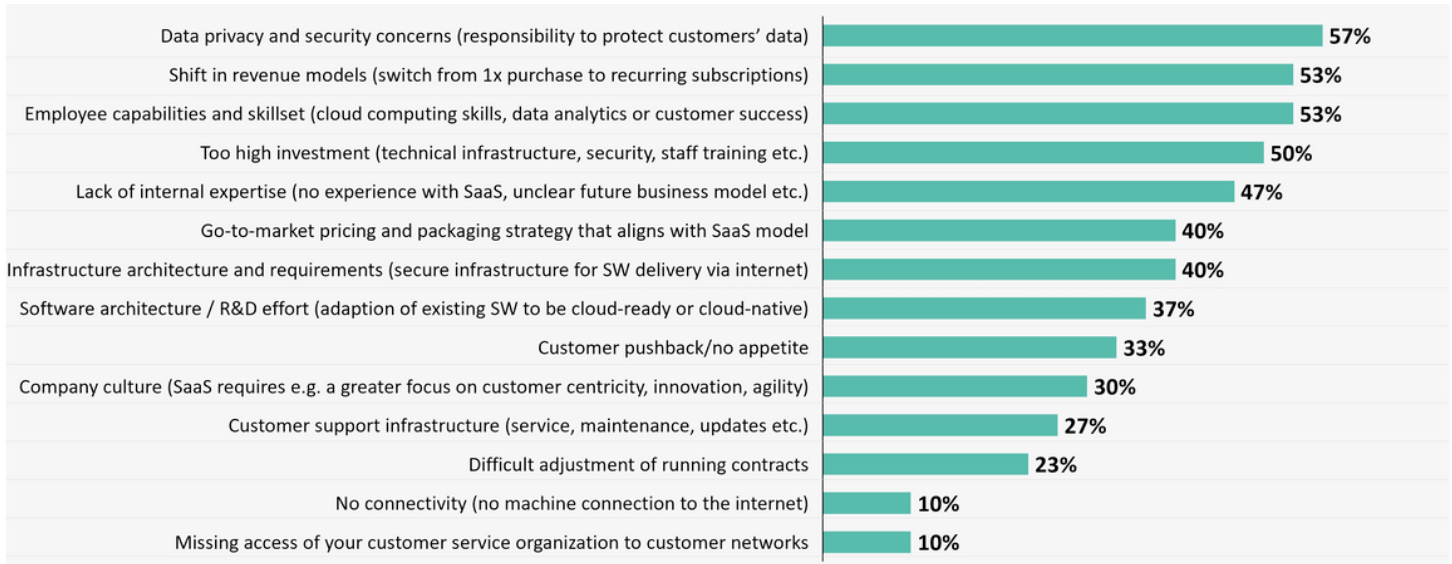 Data privacy and security concerns (responsibility to protect customers’ data) 57%
Shift in revenue models (switch from 1x purchase to recurring subscriptions) 53%
Employee capabilities and skillset (cloud computing skills, data analytics or customer success) 53%
Too high investment (technical infrastructure, security, staff training etc.) 50%
Lack of internal expertise (no experience with SaaS, unclear future business model etc.) 47%
Go-to-market pricing and packaging strategy that aligns with SaaS model 40%
Infrastructure architecture and requirements (secure infrastructure for SW delivery via internet) 40%
Software architecture / R&D effort (adaption of existing SW to be cloud-ready or cloud-native) 37%
Customer pushback/no appetite 33%
Company culture (SaaS requires e.g. a greater focus on customer centricity, innovation, agility) 30%
Customer support infrastructure (service, maintenance, updates etc.) 27%
Difficult adjustment of running contracts 23%
No connectivity (no machine connection to the internet) 10%
Missing access of your customer service organization to customer networks 10%